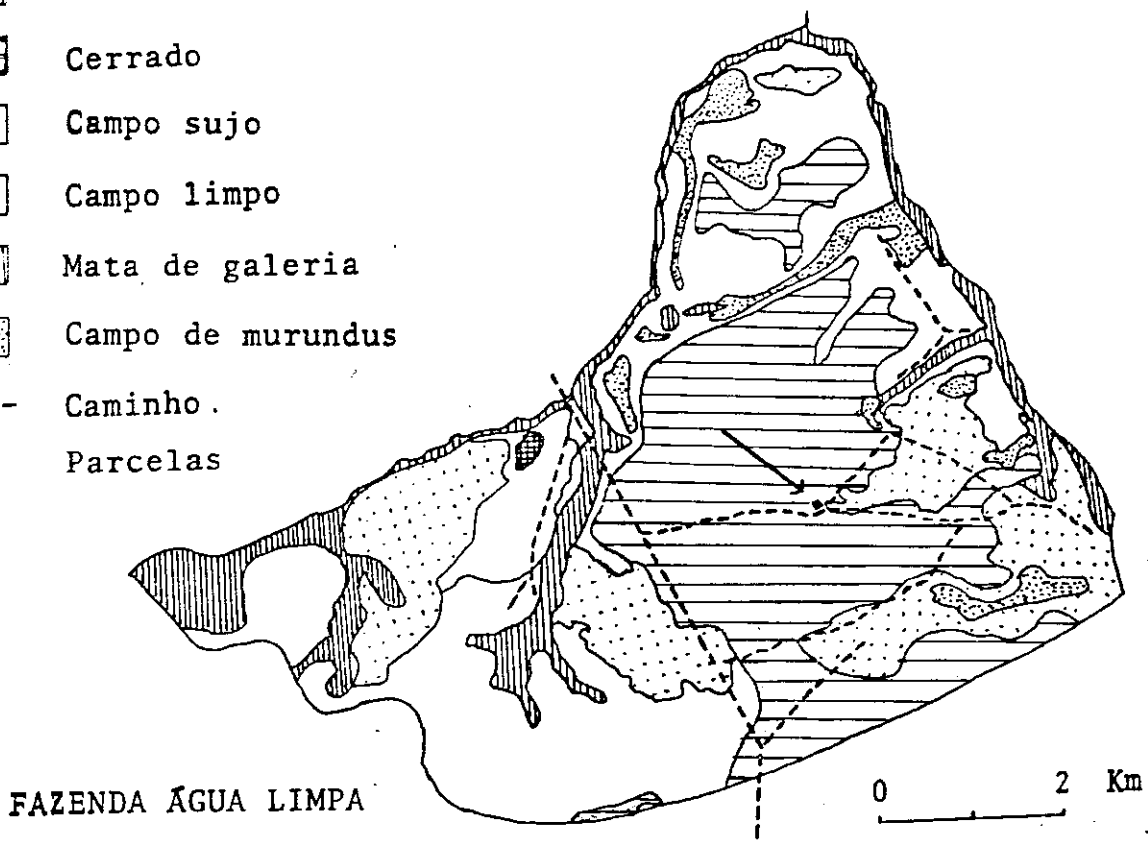 Cerrado
Campo sujo
Campo limpo
Mata de galeria
Campo de murundus
Caminho.
Parcelas
FAZENDA ÁGUA LIMPA
0 2 Km